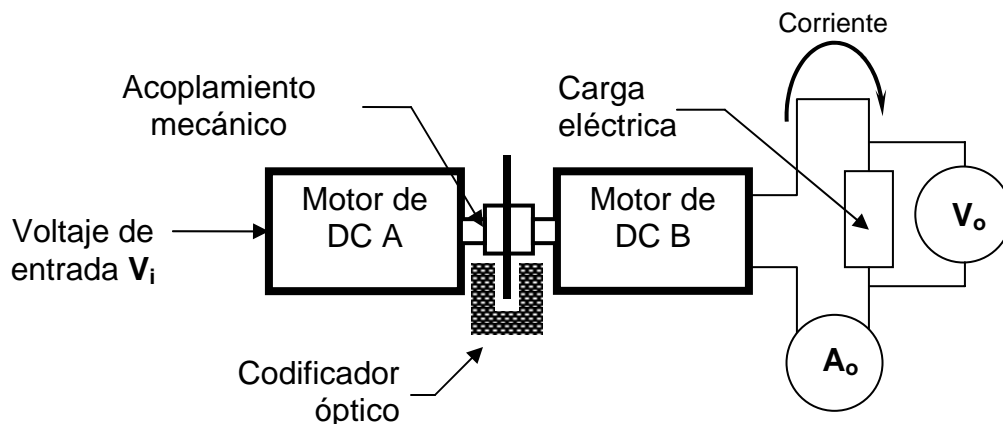 Corriente
Acoplamiento
mecánico
Carga
eléctrica
Motor de
DC A
Motor de
DC B
Voltaje de
entrada Vi
Vo
Ao
Codificador
óptico